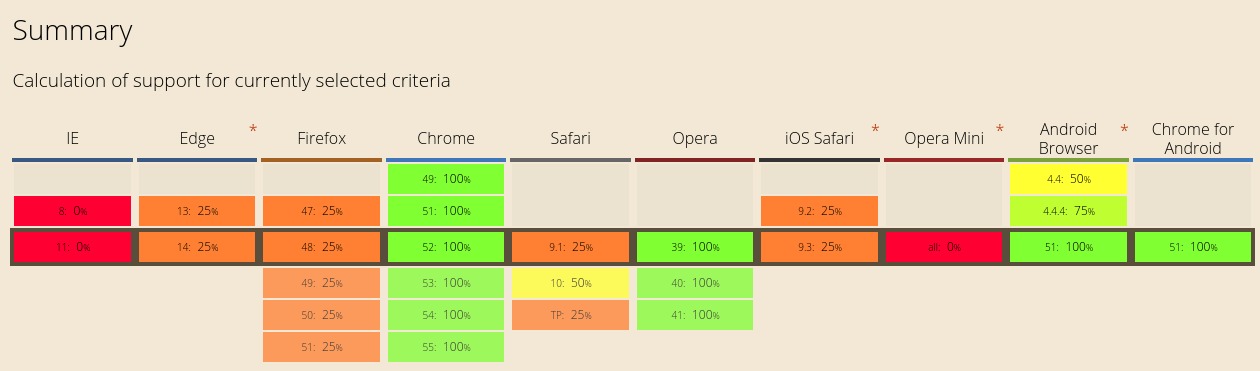 Summary
Calculation of support for currently selected criteria
IE
Edge *
Firefox
Chrome
Safari
Opera
iOS Safari *
Opera Mini *
Android Browser *
Chrome for Android
49: 100%
4.4: 50%
8: 0%
13: 25%
47: 25%
51: 100%
9.2: 25%
4.4.4: 75%
11: 0%
14: 25%
48: 25%
52: 100%
9.1: 25%
39: 100%
9.3: 25%
all: 0%
51: 100%
51: 100%
49: 25%
53: 100%
10: 50%
40: 100%
50: 25%
54: 100%
TP: 25%
41: 100%
51: 25%
55: 100%